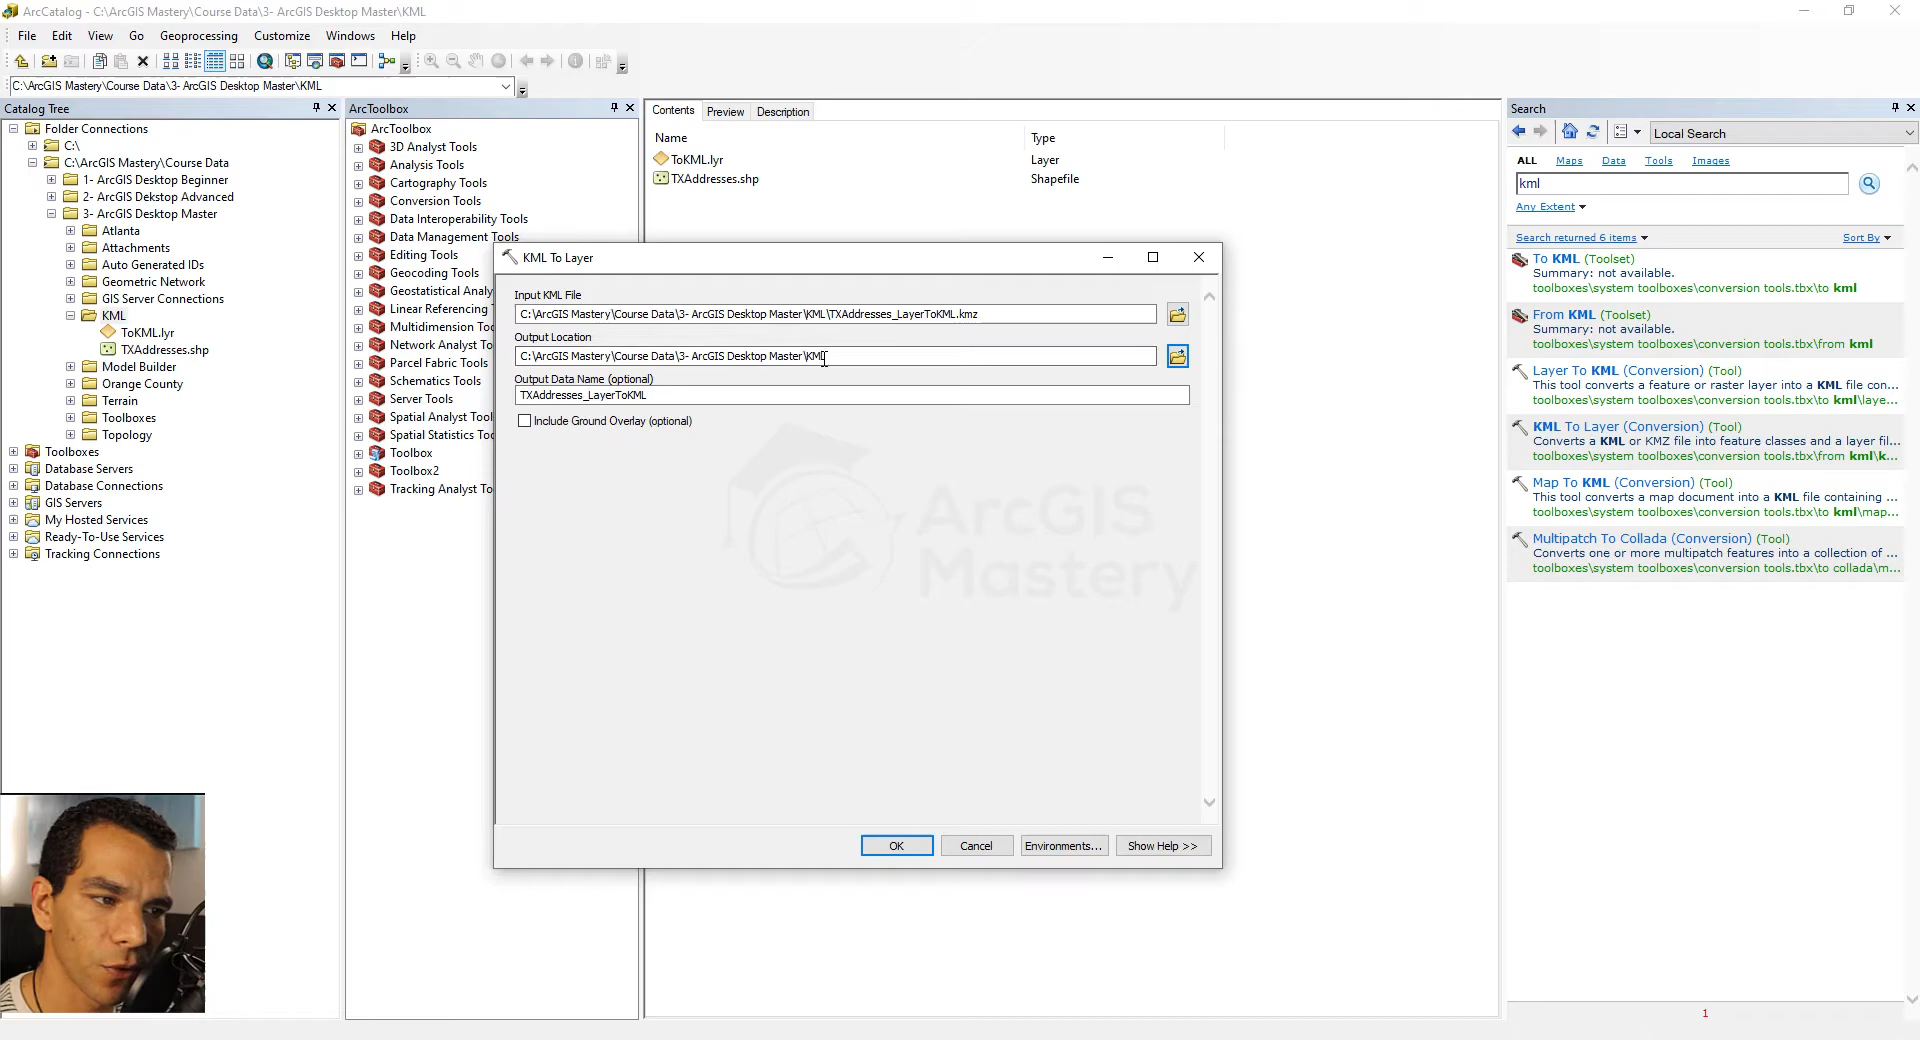 ArcCatalog - C:\ArcGIS Mastery\Course Data\3- ArcGIS Desktop Master\KML
File Edit View Go Geoprocessing Customize Windows Help
C:\ArcGIS Mastery\Course Data\3- ArcGIS Desktop Master\KML
Catalog Tree
Folder Connections
C:\
C:\ArcGIS Mastery\Course Data
1- ArcGIS Desktop Beginner
2- ArcGIS Dekstop Advanced
3- ArcGIS Desktop Master
Atlanta
Attachments
Auto Generated IDs
Geometric Network
GIS Server Connections
KML
ToKML.lyr
TXAddresses.shp
Model Builder
Orange County
Terrain
Toolboxes
Topology
Toolboxes
Database Servers
Database Connections
GIS Servers
My Hosted Services
Ready-To-Use Services
Tracking Connections
ArcToolbox
ArcToolbox
3D Analyst Tools
Analysis Tools
Cartography Tools
Conversion Tools
Data Interoperability Tools
Data Management Tools
Editing Tools
Geocoding Tools
Geostatistical Analy
Linear Referencing T
Multidimension Too
Network Analyst To
Parcel Fabric Tools
Schematics Tools
Server Tools
Spatial Analyst Too
Spatial Statistics Too
Toolbox
Toolbox2
Tracking Analyst To
Contents Preview Description
Name Type
ToKML.lyr Layer
TXAddresses.shp Shapefile
KML To Layer
Input KML File
C:\ArcGIS Mastery\Course Data\3- ArcGIS Desktop Master\KML\TXAddresses_LayerToKML.kmz
Output Location
C:\ArcGIS Mastery\Course Data\3- ArcGIS Desktop Master\KML
Output Data Name (optional)
TXAddresses_LayerToKML
Include Ground Overlay (optional)
ArcGIS
Mastery
OK Cancel Environments... Show Help >>
Search
Local Search
ALL Maps Data Tools Images
kml
Any Extent
Search returned 6 items Sort By
To KML (Toolset)
Summary: not available.
toolboxes\system toolboxes\conversion tools.tbx\to kml
From KML (Toolset)
Summary: not available.
toolboxes\system toolboxes\conversion tools.tbx\from kml
Layer To KML (Conversion) (Tool)
This tool converts a feature or raster layer into a KML file con...
toolboxes\system toolboxes\conversion tools.tbx\to kml\laye...
KML To Layer (Conversion) (Tool)
Converts a KML or KMZ file into feature classes and a layer fil...
toolboxes\system toolboxes\conversion tools.tbx\from kml\k...
Map To KML (Conversion) (Tool)
This tool converts a map document into a KML file containing ...
toolboxes\system toolboxes\conversion tools.tbx\to kml\map...
Multipatch To Collada (Conversion) (Tool)
Converts one or more multipatch features into a collection of ...
toolboxes\system toolboxes\conversion tools.tbx\to collada\m...
1